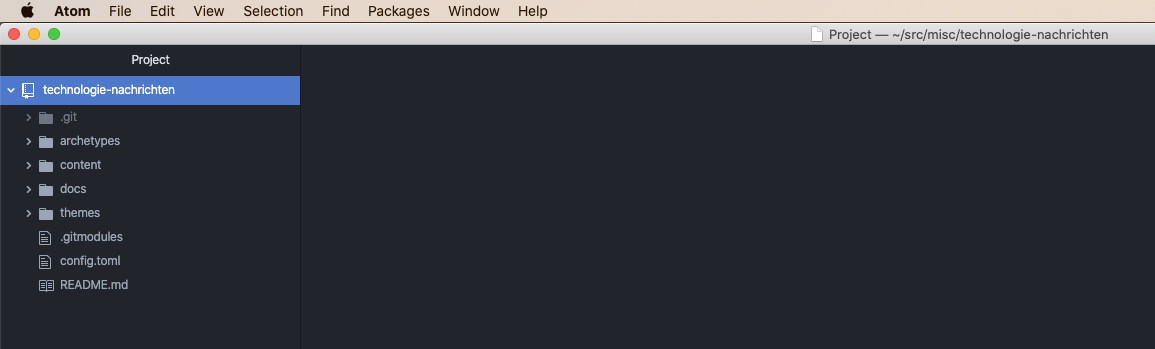 Atom File Edit View Selection Find Packages Window Help
Project — ~/src/misc/technologie-nachrichten
Project
technologie-nachrichten
.git
archetypes
content
docs
themes
.gitmodules
config.toml
README.md